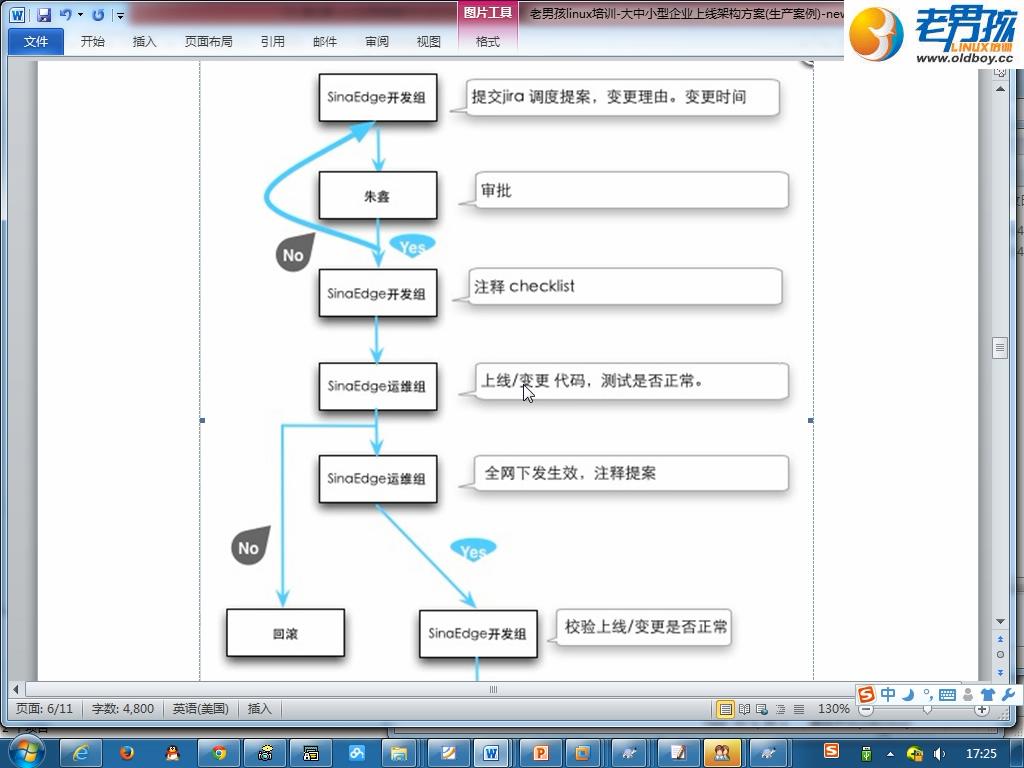 图片工具
老男孩linux培训-大中小型企业上线架构方案(生产案例)-new
老男孩
LINUX培训
www.oldboy.cc
文件
开始
插入
页面布局
引用
邮件
审阅
视图
格式
SinaEdge开发组
提交jira 调度提案，变更理由。变更时间
朱鑫
审批
No
Yes
SinaEdge开发组
注释 checklist
SinaEdge运维组
上线/变更 代码，测试是否正常。
SinaEdge运维组
全网下发生效，注释提案
No
Yes
回滚
SinaEdge开发组
校验上线/变更是否正常
中
页面: 6/11
字数: 4,800
英语(美国)
插入
130%
17:25